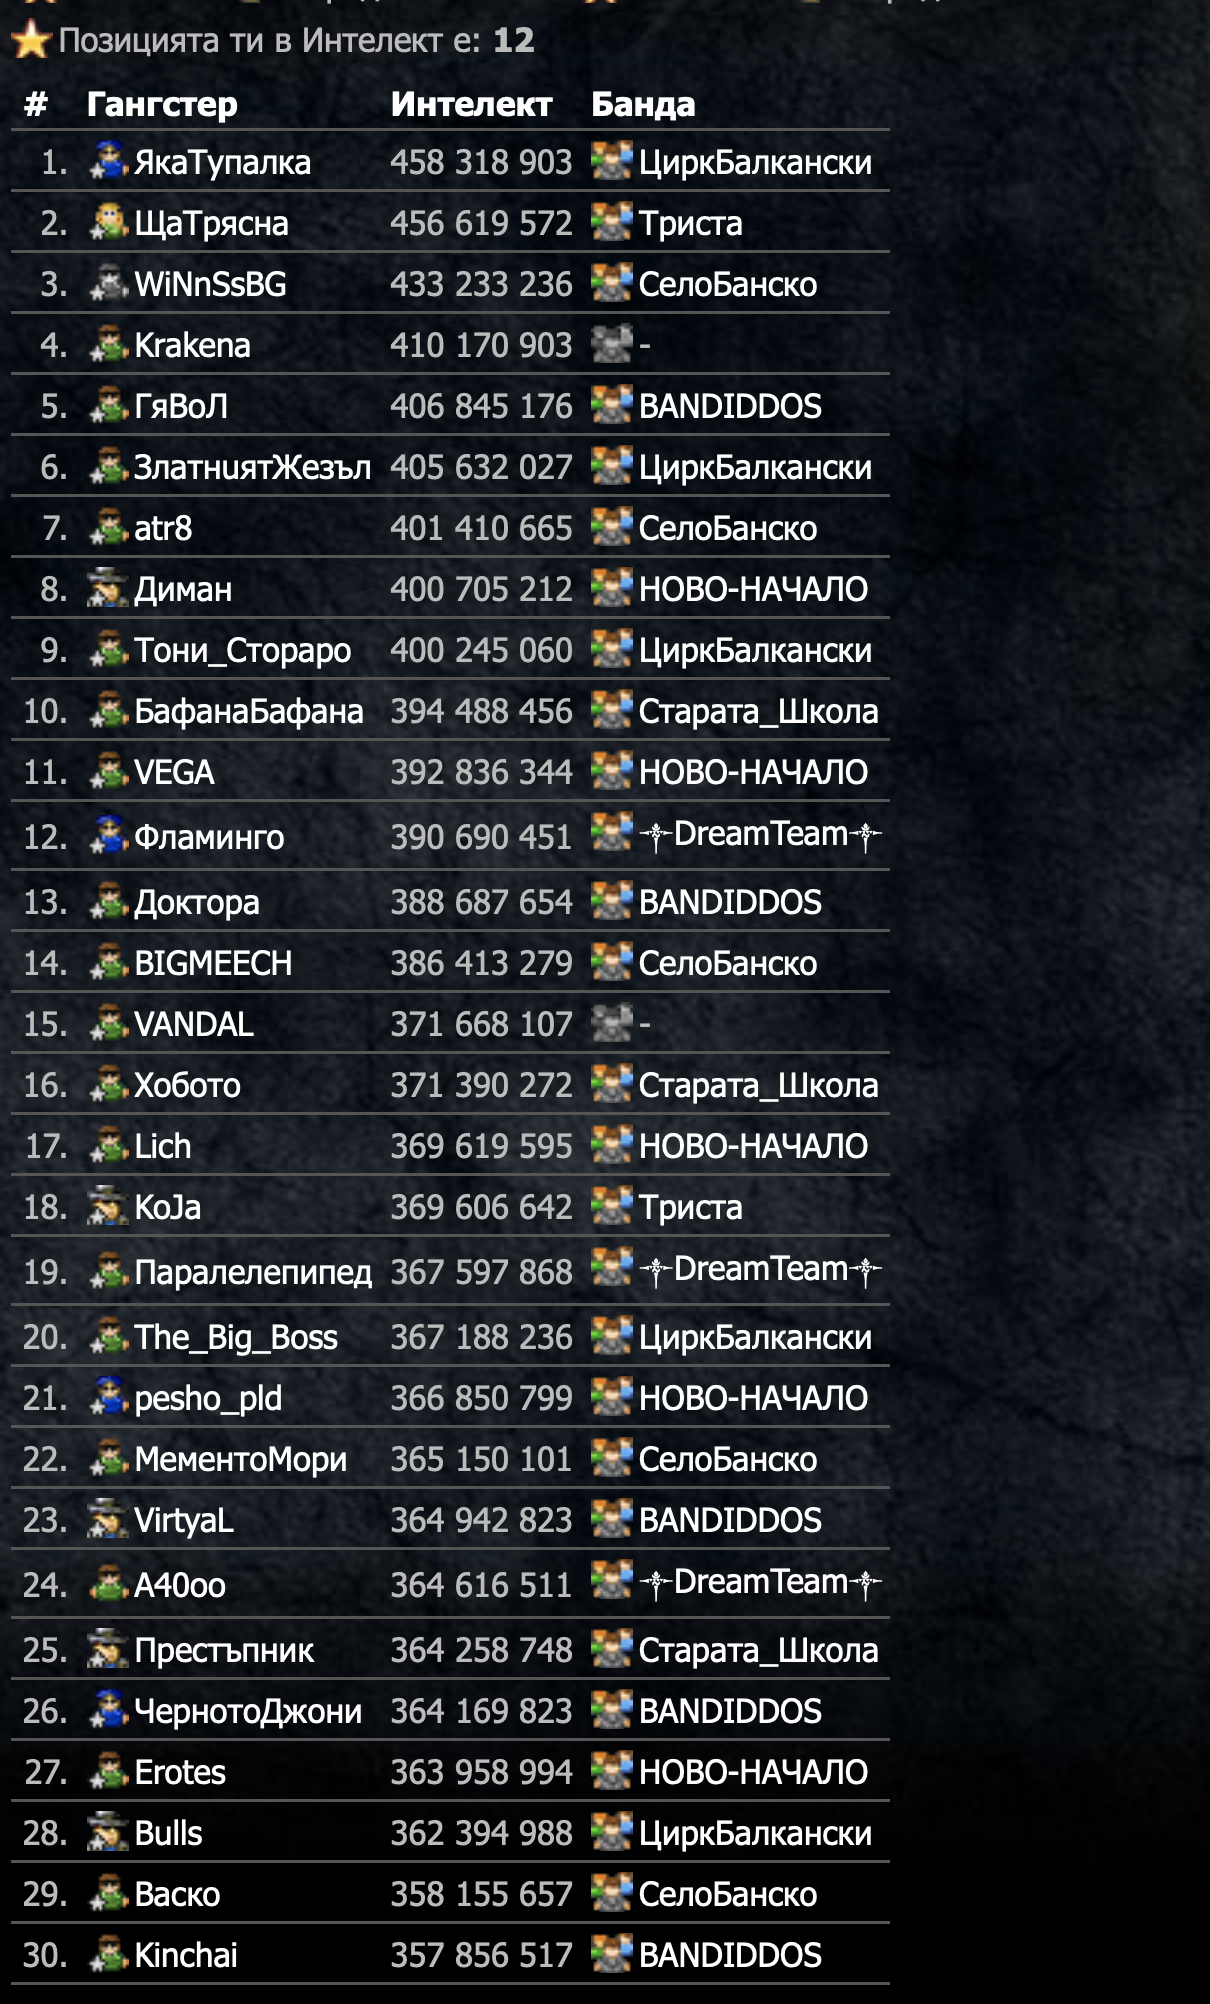 Позицията ти в Интелект е: 12
# Гангстер Интелект Банда
1. ЯкаТупалка 458 318 903 ЦиркБалкански
2. ЩаТрясна 456 619 572 Триста
3. WiNnSsBG 433 233 236 СелоБанско
4. Krakena 410 170 903 -
5. ГяВоЛ 406 845 176 BANDIDDOS
6. ЗлатнuятЖезъл 405 632 027 ЦиркБалкански
7. atr8 401 410 665 СелоБанско
8. Диман 400 705 212 НОВО-НАЧАЛО
9. Тони_Стораро 400 245 060 ЦиркБалкански
10. БафанаБафана 394 488 456 Старата_Школа
11. VEGA 392 836 344 НОВО-НАЧАЛО
12. Фламинго 390 690 451 DreamTeam
13. Доктора 388 687 654 BANDIDDOS
14. BIGMEECH 386 413 279 СелоБанско
15. VANDAL 371 668 107 -
16. Хобото 371 390 272 Старата_Школа
17. Lich 369 619 595 НОВО-НАЧАЛО
18. KoJa 369 606 642 Триста
19. Паралелепипед 367 597 868 DreamTeam
20. The_Big_Boss 367 188 236 ЦиркБалкански
21. pesho_pld 366 850 799 НОВО-НАЧАЛО
22. МементоМори 365 150 101 СелоБанско
23. VirtyaL 364 942 823 BANDIDDOS
24. A40oo 364 616 511 DreamTeam
25. Престъпник 364 258 748 Старата_Школа
26. ЧернотоДжони 364 169 823 BANDIDDOS
27. Erotes 363 958 994 НОВО-НАЧАЛО
28. Bulls 362 394 988 ЦиркБалкански
29. Васко 358 155 657 СелоБанско
30. Kinchai 357 856 517 BANDIDDOS